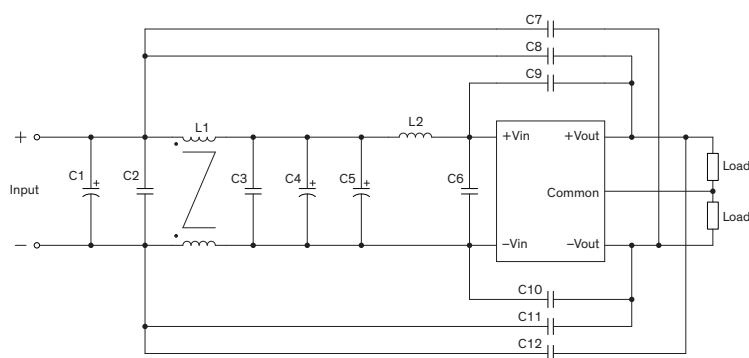 C7
C8
C9
L1
L2
+
+Vin
+Vout
Load
Input
C1
+
C2
C3
C4
+
C5
+
C6
Common
Load
−
−Vin
−Vout
C10
C11
C12